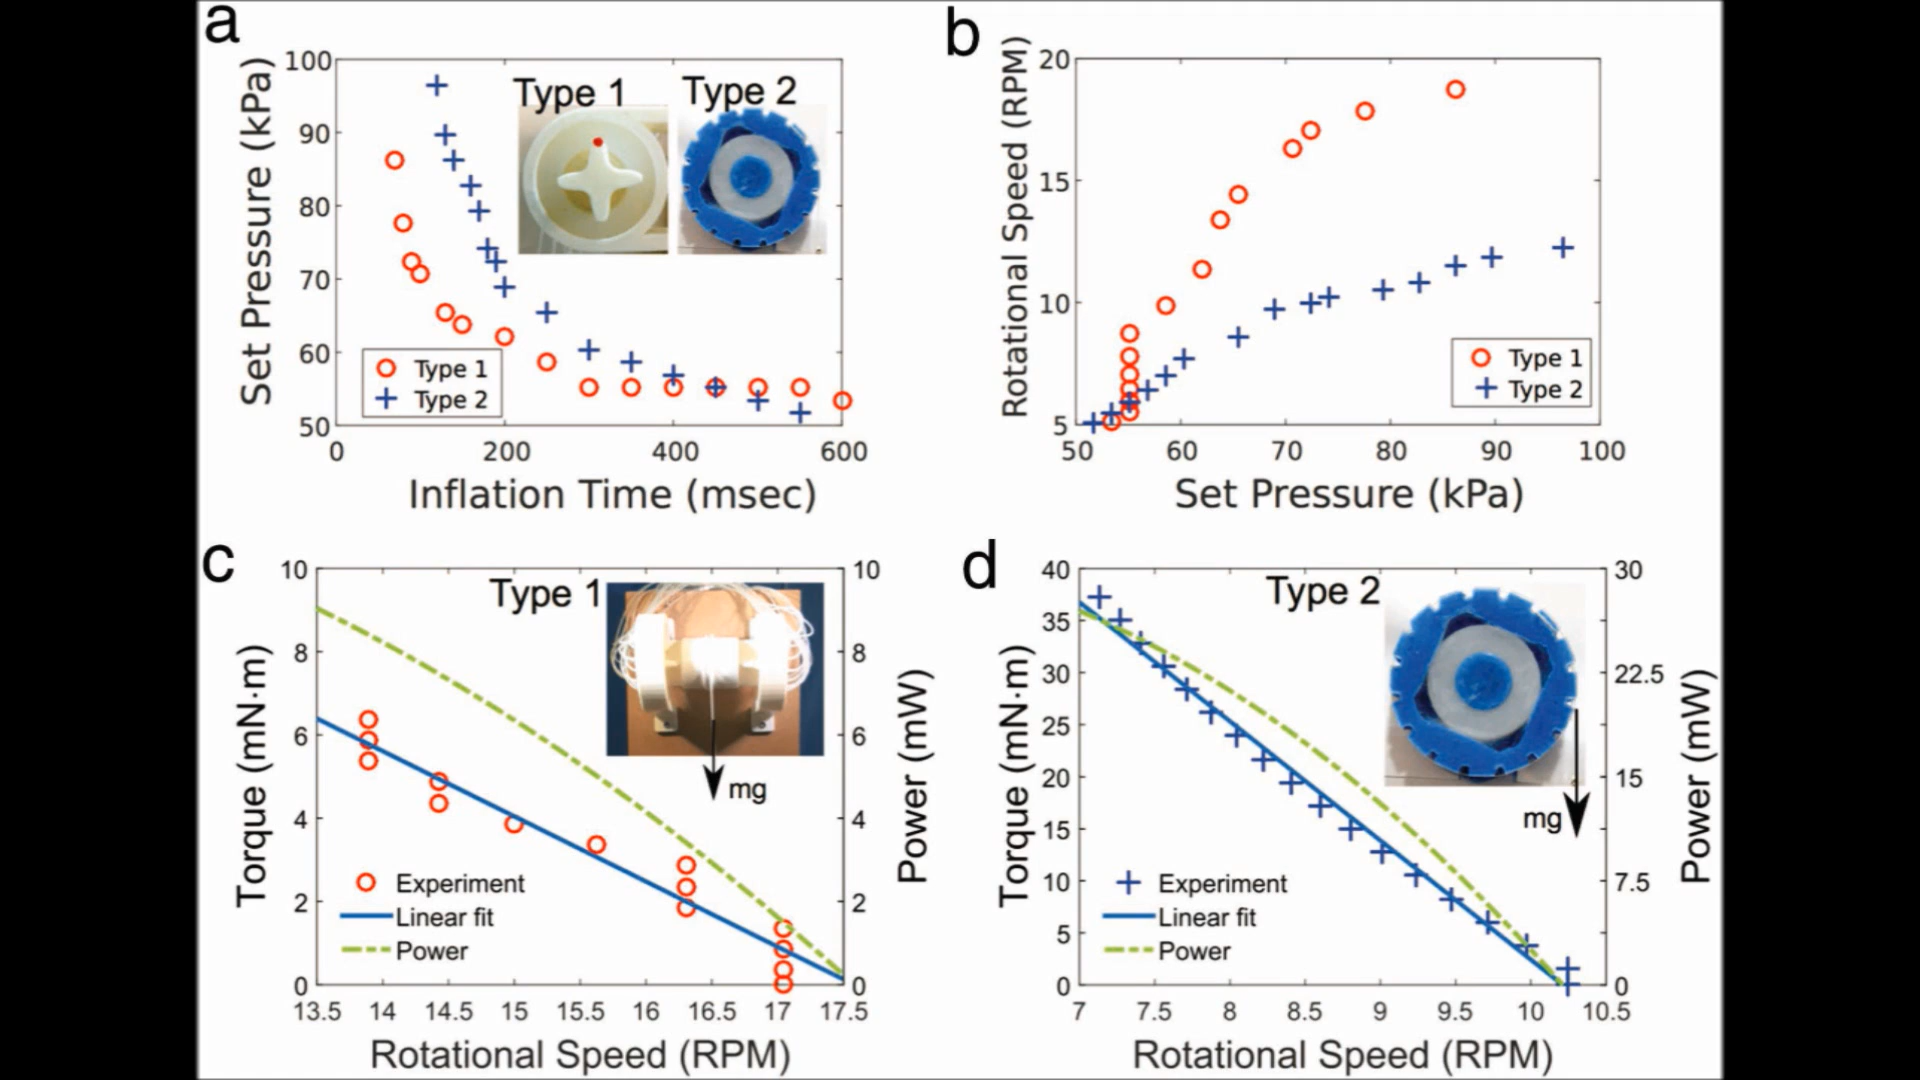 a
Set Pressure (kPa)
100
90
80
70
60
50
Type 1
Type 2
Type 1
Type 2
0
200
400
600
Inflation Time (msec)
b
Rotational Speed (RPM)
20
15
10
5
Type 1
Type 2
50
60
70
80
90
100
Set Pressure (kPa)
c
Torque (mN·m)
10
8
6
4
2
0
Type 1
mg
Experiment
Linear fit
Power
10
8
6
4
2
0
Power (mW)
13.5
14
14.5
15
15.5
16
16.5
17
17.5
Rotational Speed (RPM)
d
Torque (mN·m)
40
35
30
25
20
15
10
5
0
Type 2
mg
Experiment
Linear fit
Power
30
22.5
15
7.5
0
Power (mW)
7
7.5
8
8.5
9
9.5
10
10.5
Rotational Speed (RPM)